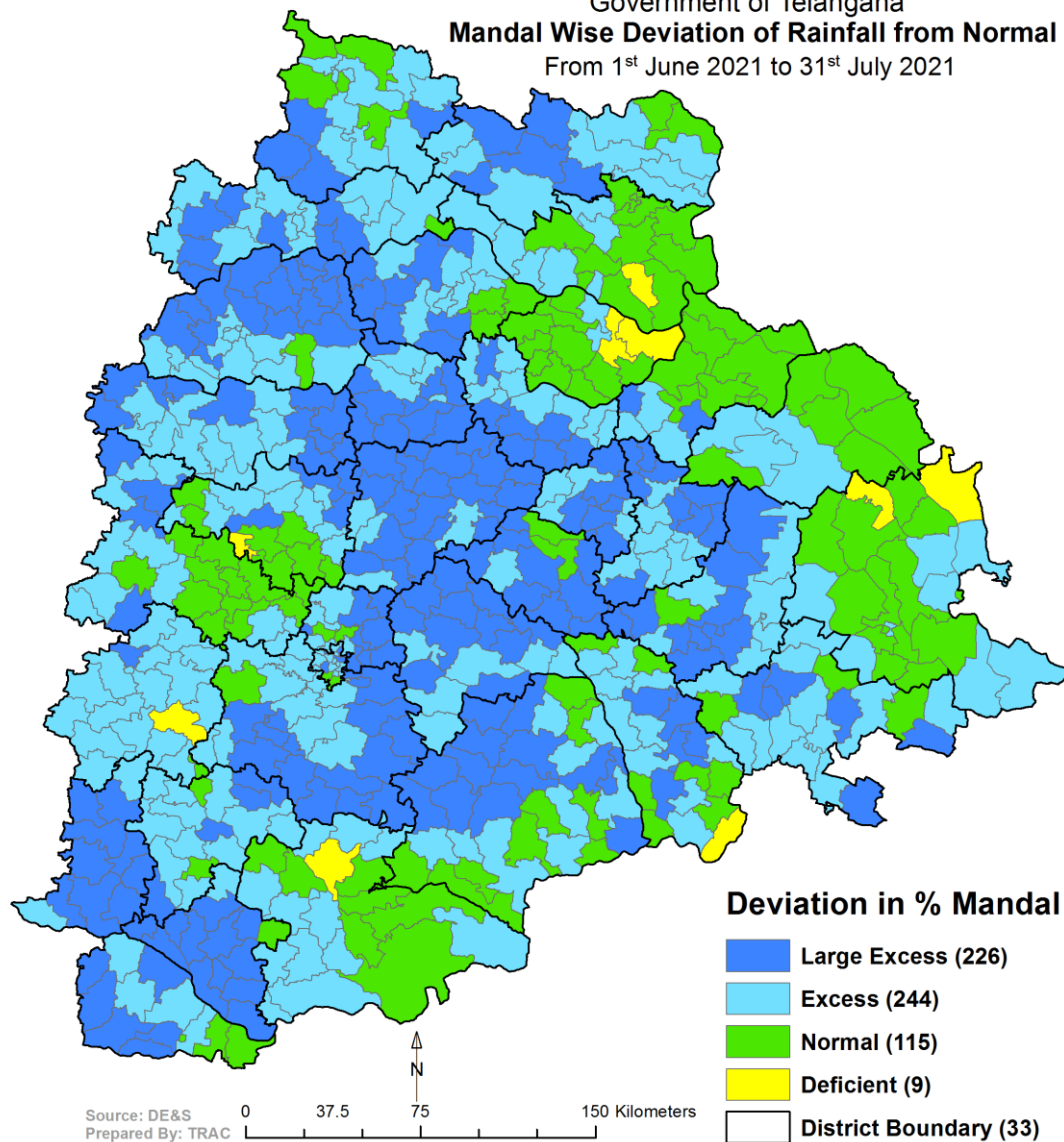 Government of Telangana
Mandal Wise Deviation of Rainfall from Normal
From 1st June 2021 to 31st July 2021
Deviation in % Mandal
Large Excess (226)
Excess (244)
Normal (115)
Deficient (9)
District Boundary (33)
N
0 37.5 75 150 Kilometers
Source: DE&S
Prepared By: TRAC